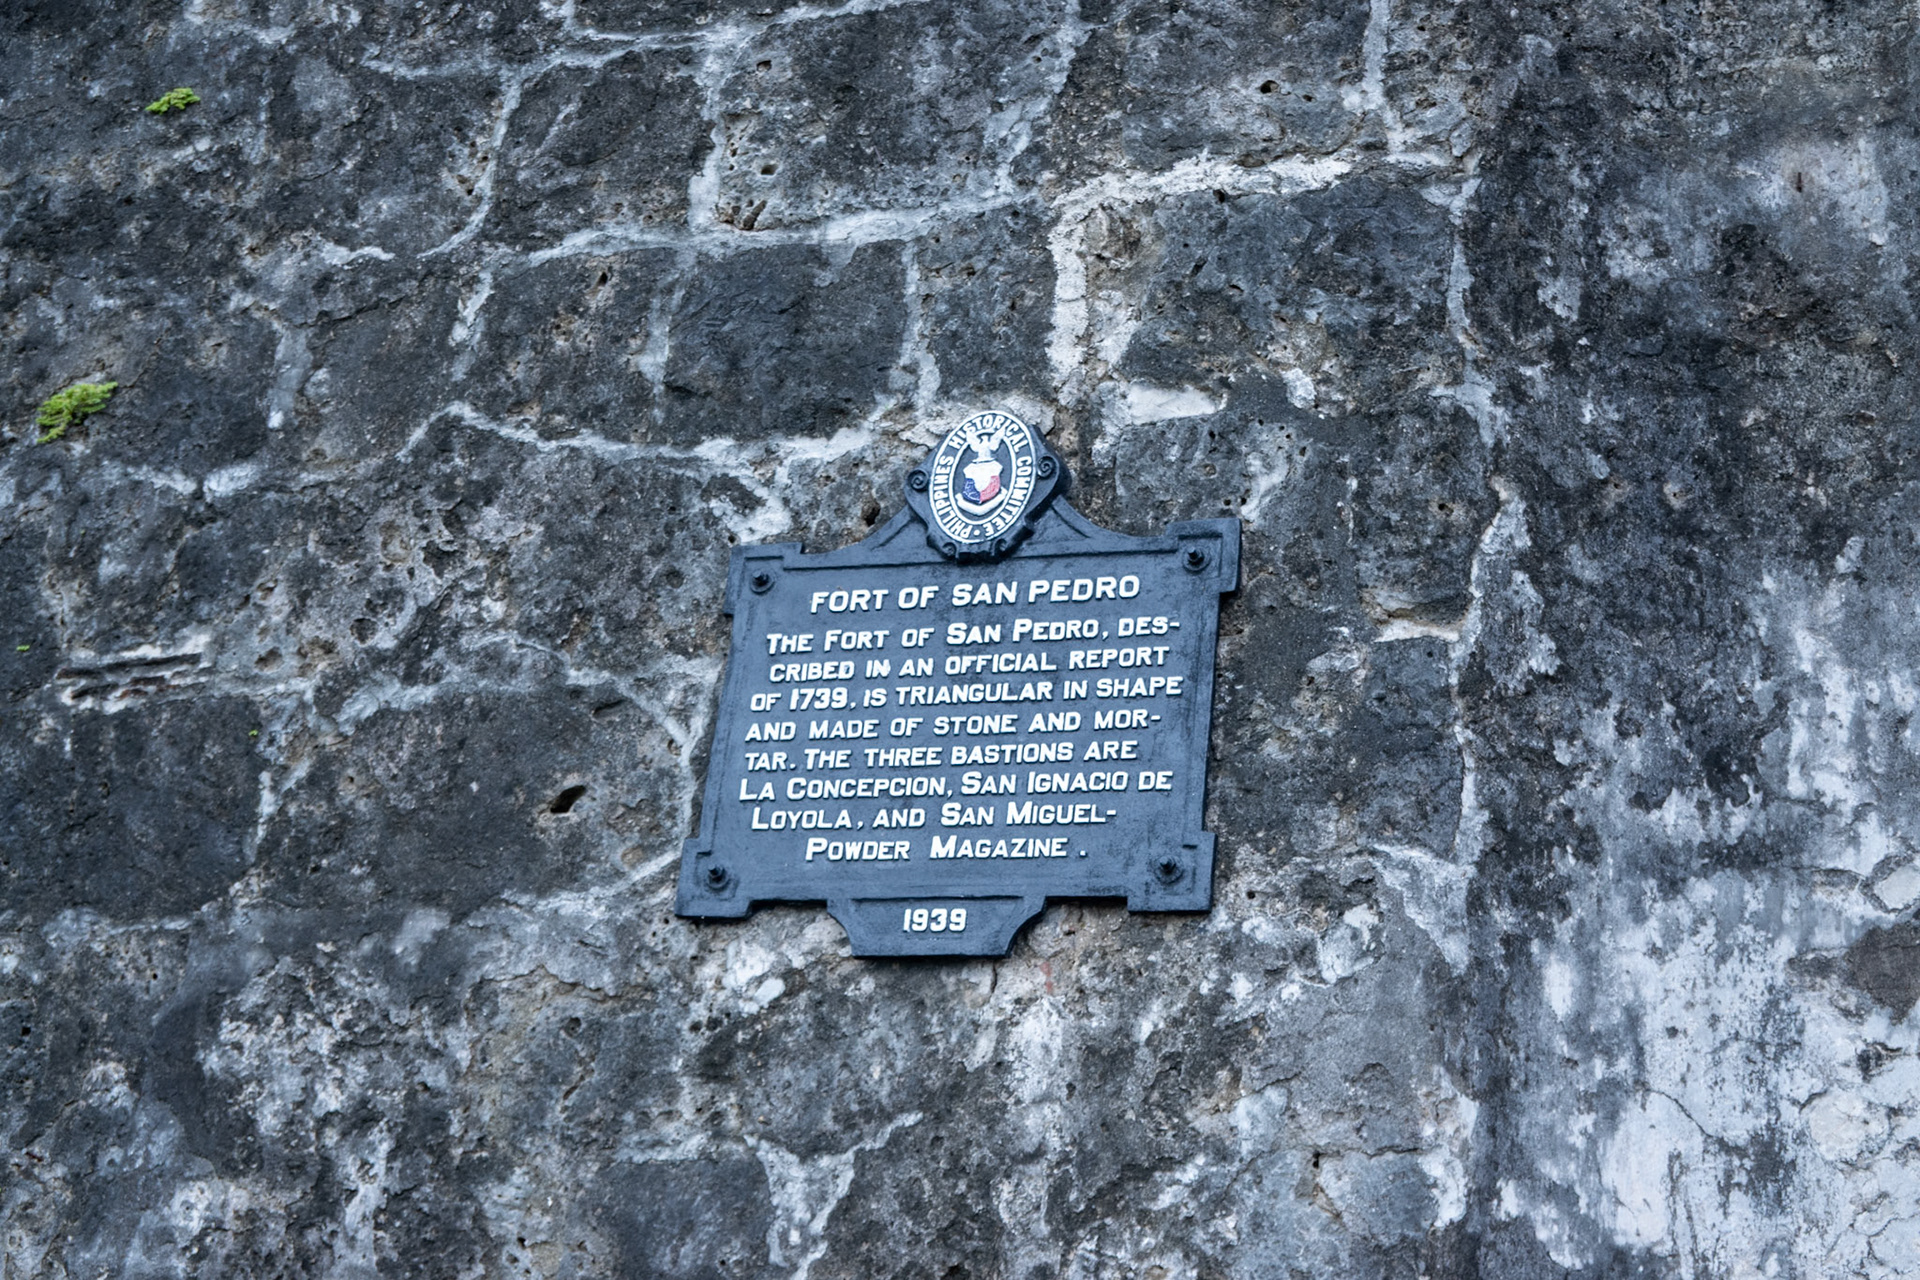 PHILIPPINES HISTORICAL COMMITTEE
FORT OF SAN PEDRO
THE FORT OF SAN PEDRO, DES-
CRIBED IN AN OFFICIAL REPORT
OF 1739, IS TRIANGULAR IN SHAPE
AND MADE OF STONE AND MOR-
TAR. THE THREE BASTIONS ARE
LA CONCEPCION, SAN IGNACIO DE
LOYOLA, AND SAN MIGUEL-
POWDER MAGAZINE.
1939